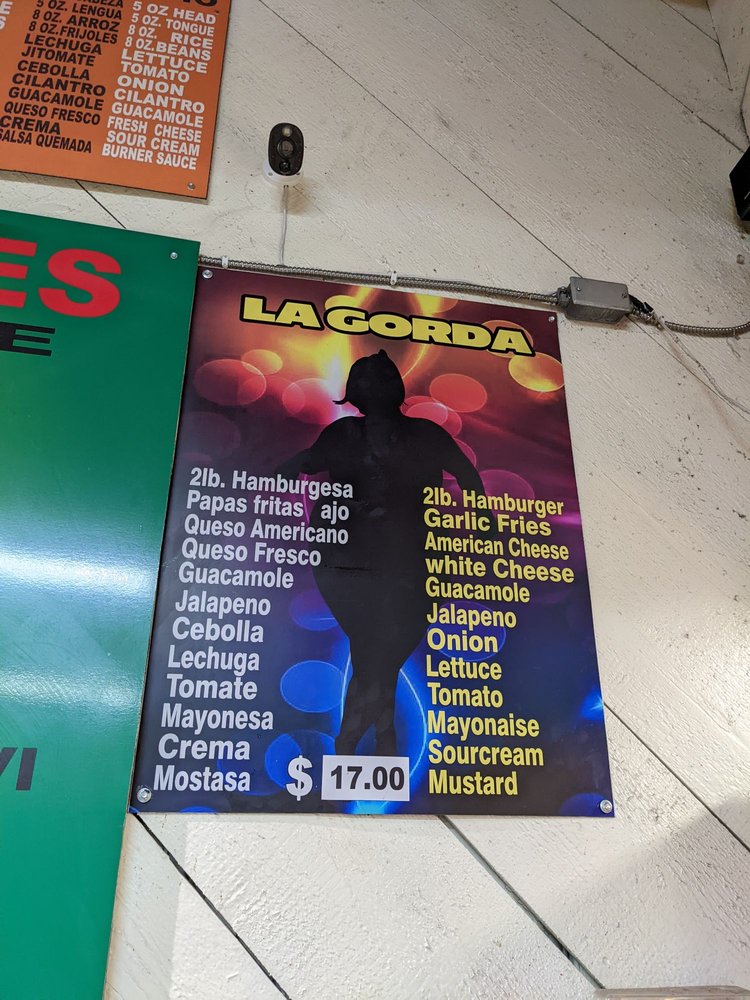 5 OZ. LENGUA
8 OZ. ARROZ
8 OZ. FRIJOLES
LECHUGA
JITOMATE
CEBOLLA
CILANTRO
GUACAMOLE
QUESO FRESCO
CREMA
SALSA QUEMADA
5 OZ HEAD
5 OZ. TONGUE
8 OZ. RICE
8 OZ. BEANS
LETTUCE
TOMATO
ONION
CILANTRO
GUACAMOLE
FRESH CHEESE
SOUR CREAM
BURNER SAUCE
ES
E
LA GORDA
2lb. Hamburgesa
Papas fritas ajo
Queso Americano
Queso Fresco
Guacamole
Jalapeno
Cebolla
Lechuga
Tomate
Mayonesa
Crema
Mostasa
2lb. Hamburger
Garlic Fries
American Cheese
white Cheese
Guacamole
Jalapeno
Onion
Lettuce
Tomato
Mayonaise
Sourcream
Mustard
$ 17.00